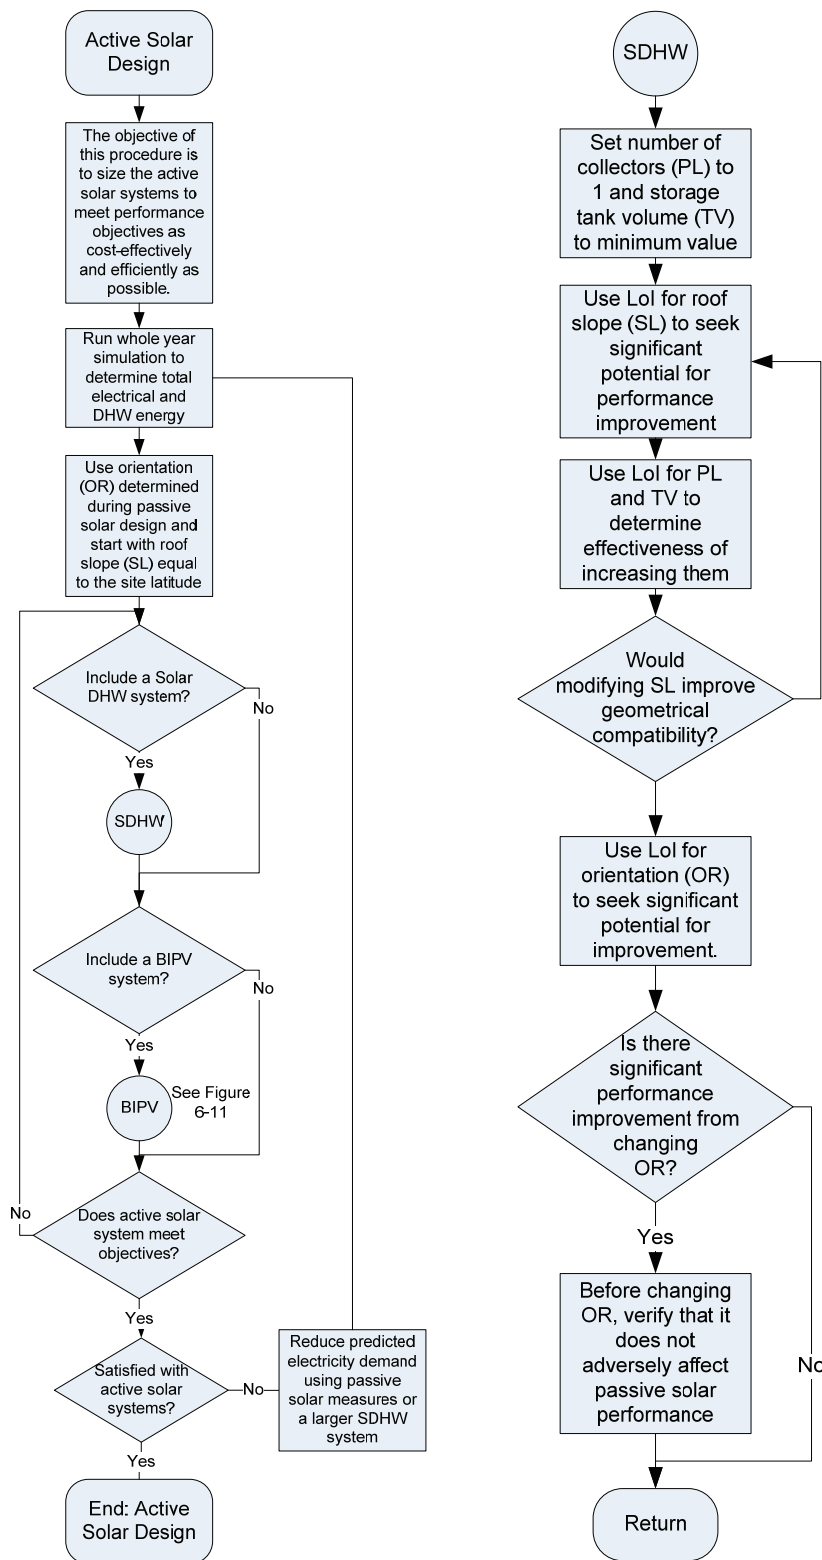 Active Solar
Design
The objective of
this procedure is
to size the active
solar systems to
meet performance
objectives as
cost-effectively
and efficiently as
possible.
Run whole year
simulation to
determine total
electrical and
DHW energy
Use orientation
(OR) determined
during passive
solar design and
start with roof
slope (SL) equal
to the site latitude
Include a Solar
DHW system?
No
Yes
SDHW
Include a BIPV
system?
No
Yes
BIPV
See Figure
6-11
Does active solar
system meet
objectives?
No
Yes
Satisfied with
active solar
systems?
No
Reduce predicted
electricity demand
using passive
solar measures or
a larger SDHW
system
Yes
End: Active
Solar Design
SDHW
Set number of
collectors (PL) to
1 and storage
tank volume (TV)
to minimum value
Use LoI for roof
slope (SL) to seek
significant
potential for
performance
improvement
Use LoI for PL
and TV to
determine
effectiveness of
increasing them
Would
modifying SL improve
geometrical
compatibility?
Use LoI for
orientation (OR)
to seek significant
potential for
improvement.
Is there
significant
performance
improvement from
changing
OR?
Yes
No
Before changing
OR, verify that it
does not
adversely affect
passive solar
performance
Return